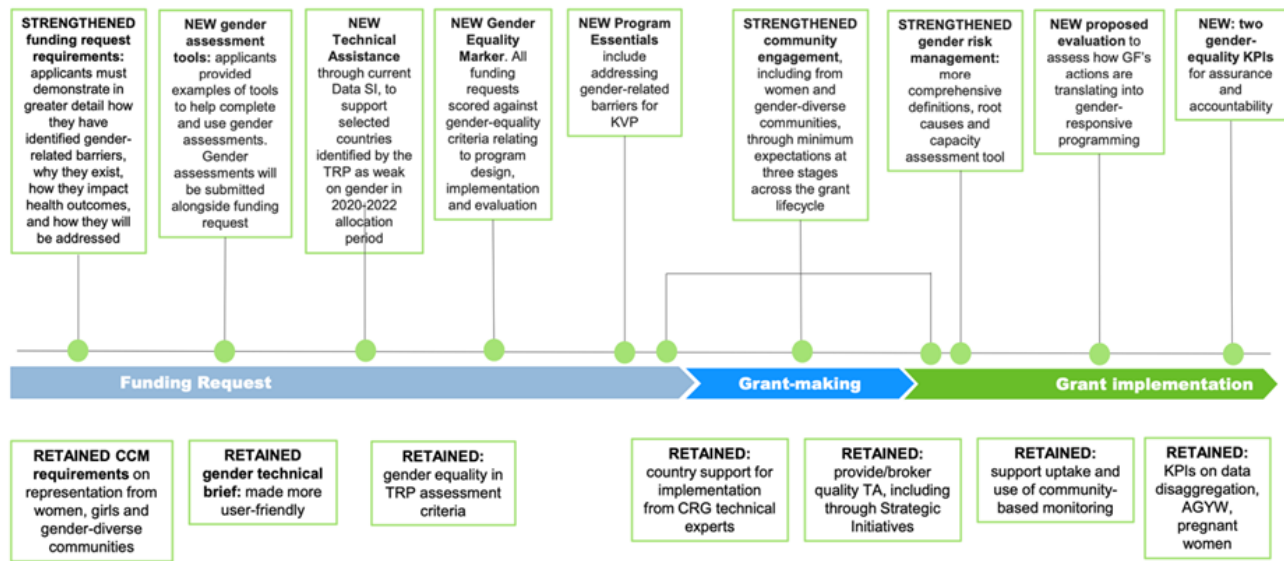 STRENGTHENED
funding request
requirements:
applicants must
demonstrate in
greater detail how
they have
identified gender-
related barriers,
why they exist,
how they impact
health outcomes,
and how they will
be addressed
NEW gender
assessment
tools: applicants
provided
examples of tools
to help complete
and use gender
assessments.
Gender
assessments will
be submitted
alongside funding
request
NEW
Technical
Assistance
through current
Data SI, to
support
selected
countries
identified by the
TRP as weak
on gender in
2020-2022
allocation
period
NEW Gender
Equality
Marker. All
funding
requests
scored against
gender-equality
criteria relating
to program
design,
implementation
and evaluation
NEW Program
Essentials
include
addressing
gender-related
barriers for
KVP
STRENGTHENED
community
engagement,
including from
women and
gender-diverse
communities,
through minimum
expectations at
three stages
across the grant
lifecycle
STRENGTHENED
gender risk
management:
more
comprehensive
definitions, root
causes and
capacity
assessment tool
NEW proposed
evaluation to
assess how GF's
actions are
translating into
gender-
responsive
programming
NEW: two
gender-
equality KPIs
for assurance
and
accountability
Funding Request
Grant-making
Grant implementation
RETAINED CCM
requirements on
representation from
women, girls and
gender-diverse
communities
RETAINED
gender technical
brief: made more
user-friendly
RETAINED:
gender equality in
TRP assessment
criteria
RETAINED:
country support for
implementation
from CRG technical
experts
RETAINED:
provide/broker
quality TA, including
through Strategic
Initiatives
RETAINED:
support uptake and
use of community-
based monitoring
RETAINED:
KPIs on data
disaggregation,
AGYW,
pregnant
women